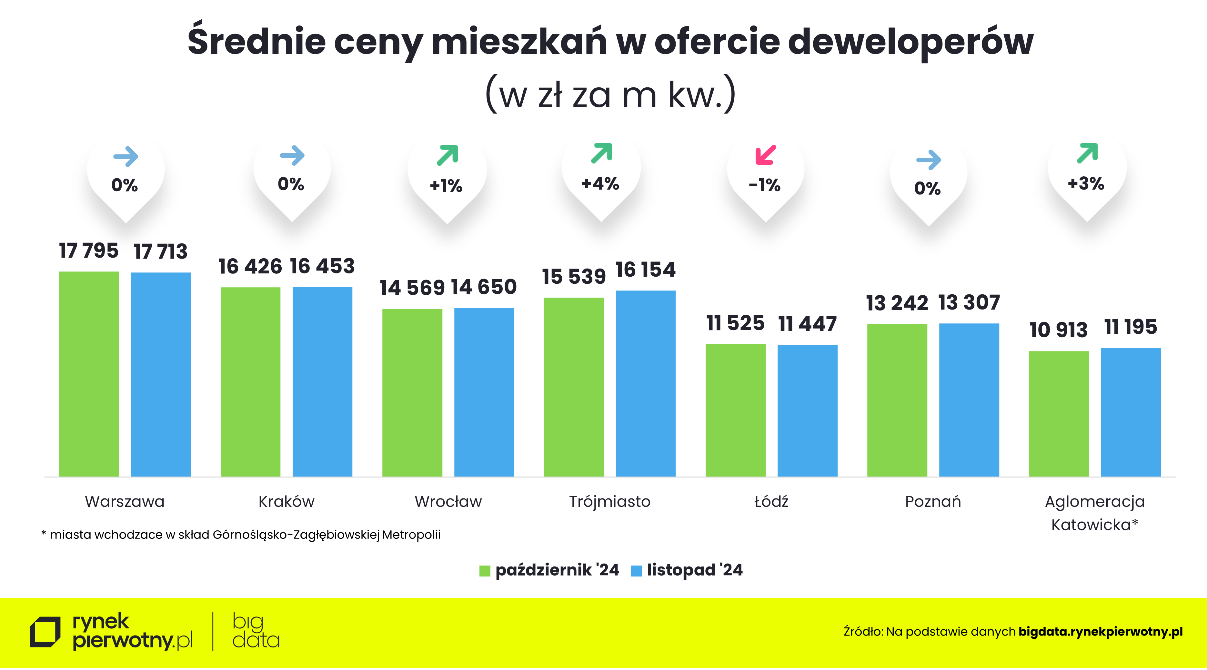 Średnie ceny mieszkań w ofercie deweloperów
(w zł za m kw.)
0% 0% +1% +4% -1% 0% +3%
17 795 17 713 16 426 16 453 14 569 14 650 15 539 16 154 11 525 11 447 13 242 13 307 10 913 11 195
Warszawa Kraków Wrocław Trójmiasto Łódź Poznań Aglomeracja
Katowicka*
* miasta wchodzace w skład Górnośląsko-Zagłębiowskiej Metropolii
październik '24 listopad '24
rynek
pierwotny.pl
big
data
Źródło: Na podstawie danych bigdata.rynekpierwotny.pl